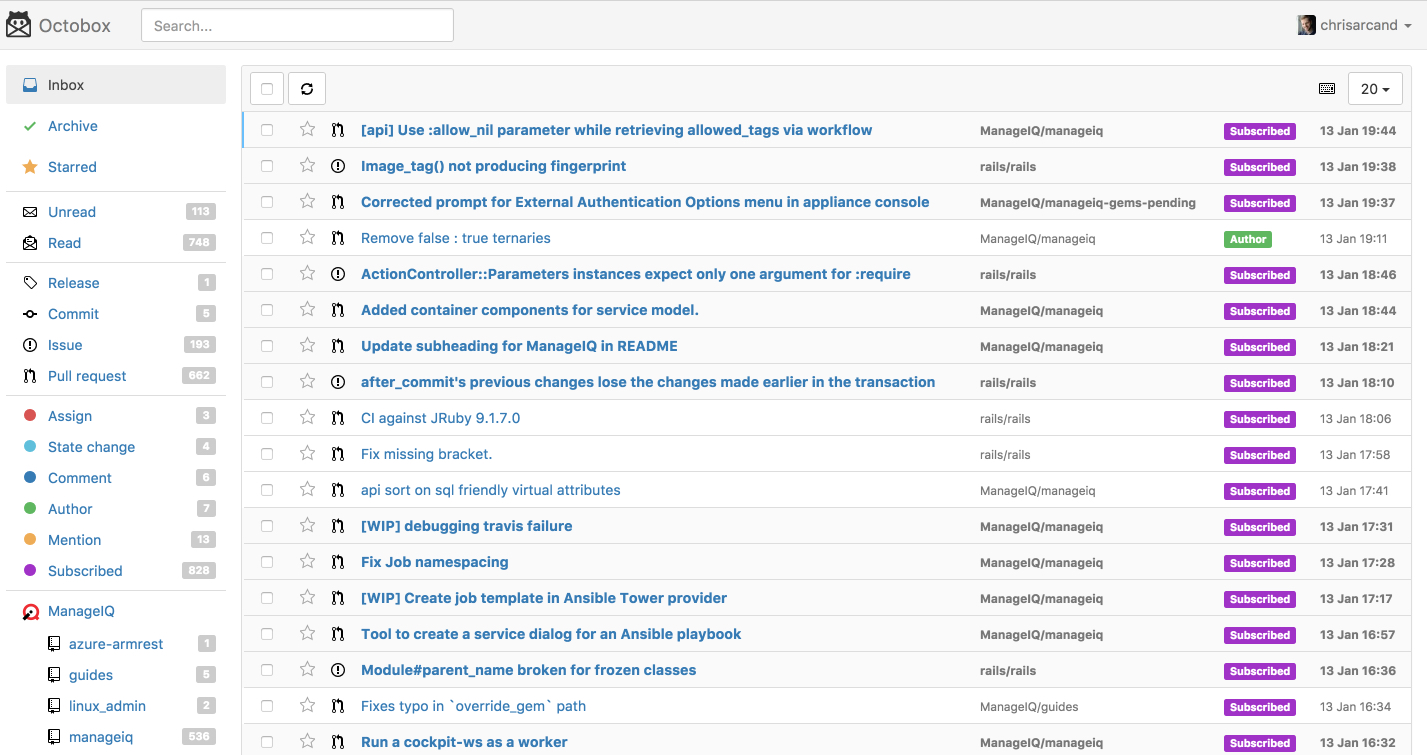 Octobox
Search...
chrisarcand
Inbox
Archive
Starred
Unread 113
Read 748
Release 1
Commit 5
Issue 193
Pull request 662
Assign 3
State change 4
Comment 6
Author 7
Mention 13
Subscribed 828
ManageIQ
azure-armrest 1
guides 5
linux_admin 2
manageiq 536
20
[api] Use :allow_nil parameter while retrieving allowed_tags via workflow ManageIQ/manageiq Subscribed 13 Jan 19:44
Image_tag() not producing fingerprint rails/rails Subscribed 13 Jan 19:38
Corrected prompt for External Authentication Options menu in appliance console ManageIQ/manageiq-gems-pending Subscribed 13 Jan 19:37
Remove false : true ternaries ManageIQ/manageiq Author 13 Jan 19:11
ActionController::Parameters instances expect only one argument for :require rails/rails Subscribed 13 Jan 18:46
Added container components for service model. ManageIQ/manageiq Subscribed 13 Jan 18:44
Update subheading for ManageIQ in README ManageIQ/manageiq Subscribed 13 Jan 18:21
after_commit's previous changes lose the changes made earlier in the transaction rails/rails Subscribed 13 Jan 18:10
CI against JRuby 9.1.7.0 rails/rails Subscribed 13 Jan 18:06
Fix missing bracket. rails/rails Subscribed 13 Jan 17:58
api sort on sql friendly virtual attributes ManageIQ/manageiq Subscribed 13 Jan 17:41
[WIP] debugging travis failure ManageIQ/manageiq Subscribed 13 Jan 17:31
Fix Job namespacing ManageIQ/manageiq Subscribed 13 Jan 17:28
[WIP] Create job template in Ansible Tower provider ManageIQ/manageiq Subscribed 13 Jan 17:17
Tool to create a service dialog for an Ansible playbook ManageIQ/manageiq Subscribed 13 Jan 16:57
Module#parent_name broken for frozen classes rails/rails Subscribed 13 Jan 16:36
Fixes typo in `override_gem` path ManageIQ/guides Subscribed 13 Jan 16:34
Run a cockpit-ws as a worker ManageIQ/manageiq Subscribed 13 Jan 16:32